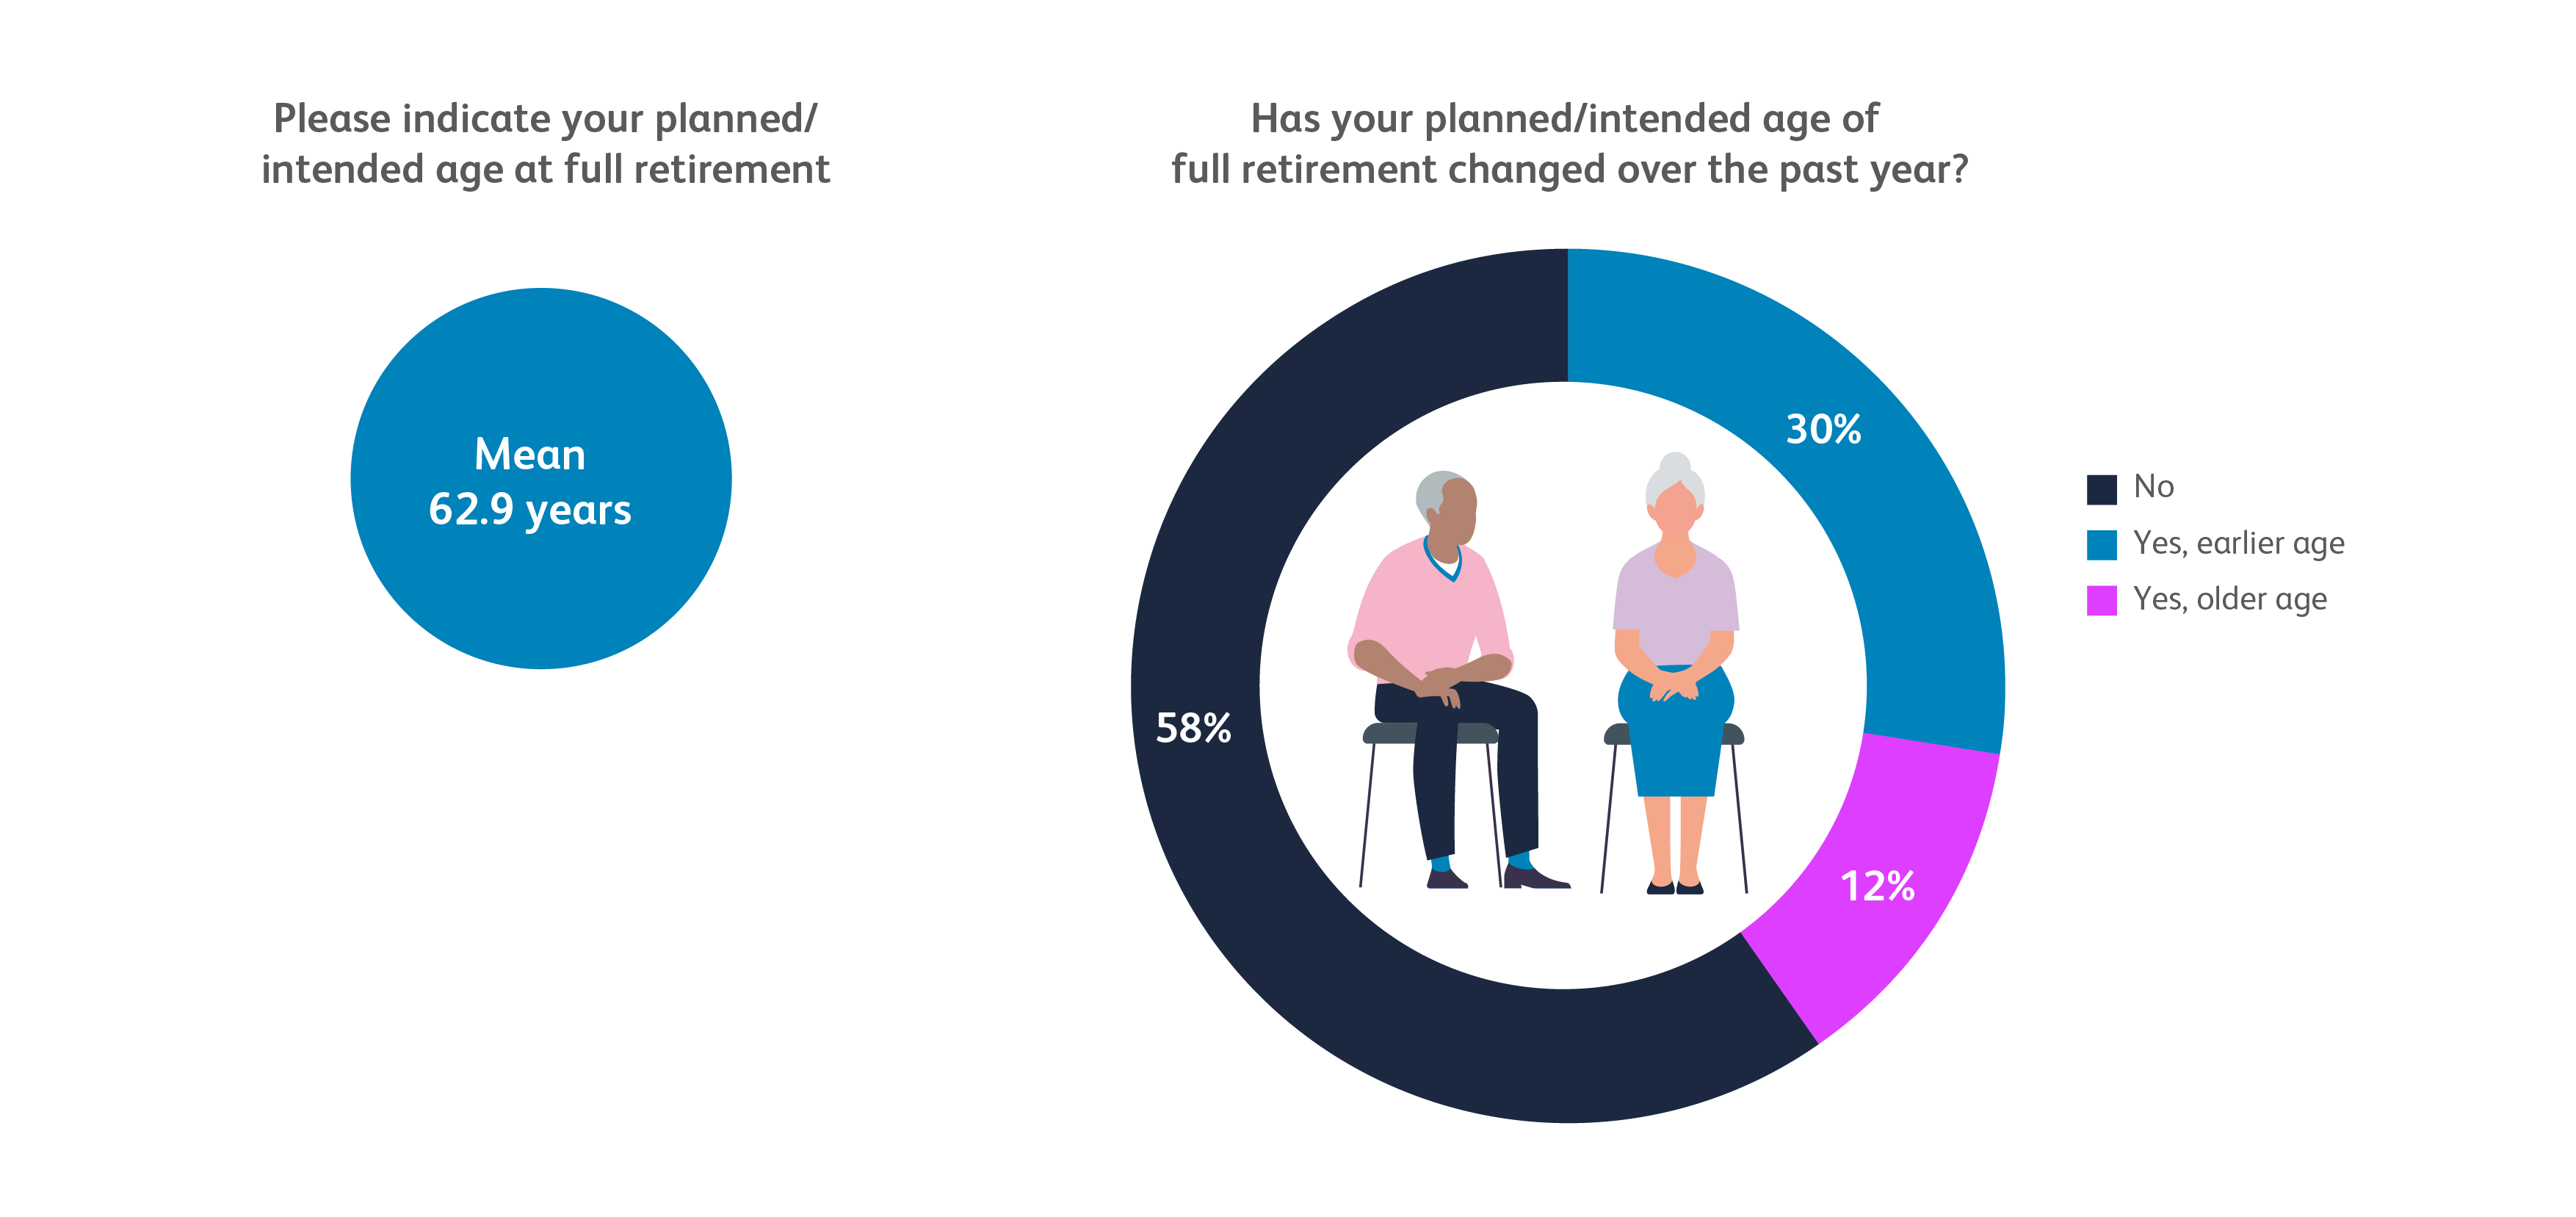 Please indicate your planned/
intended age at full retirement
Mean
62.9 years
Has your planned/intended age of
full retirement changed over the past year?
30%
58%
12%
No
Yes, earlier age
Yes, older age